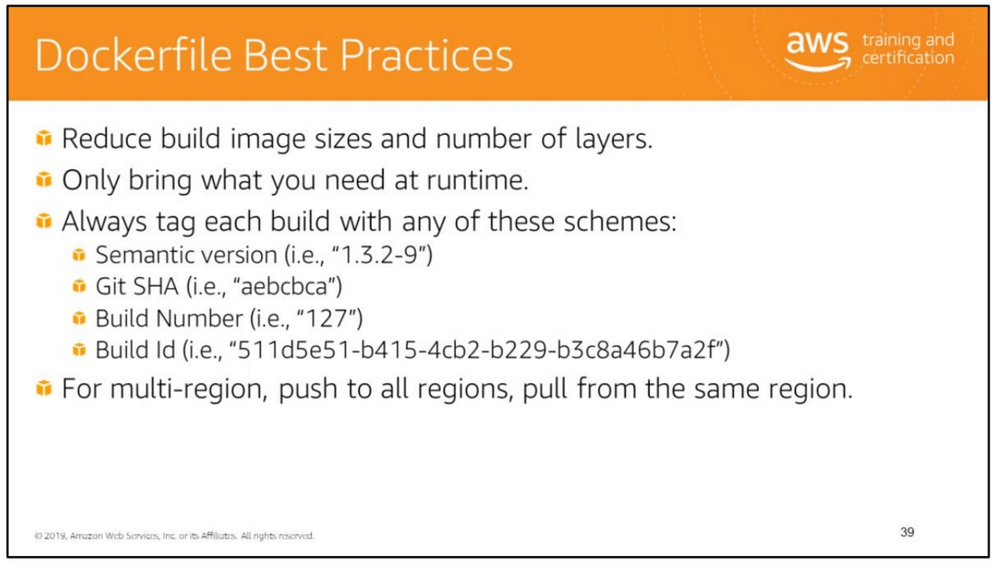 Dockerfile Best Practices
aws training and
certification
Reduce build image sizes and number of layers.
Only bring what you need at runtime.
Always tag each build with any of these schemes:
Semantic version (i.e., “1.3.2-9”)
Git SHA (i.e., “aebcbca”)
Build Number (i.e., “127”)
Build Id (i.e., “511d5e51-b415-4cb2-b229-b3c8a46b7a2f”)
For multi-region, push to all regions, pull from the same region.
© 2019, Amazon Web Services, Inc. or its Affiliates. All rights reserved.
39